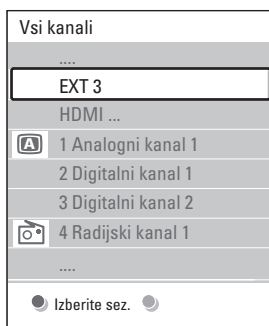 Vsi kanali
....
EXT 3
HDMI ...
A 1 Analogni kanal 1
2 Digitalni kanal 1
3 Digitalni kanal 2
4 Radijski kanal 1
....
Izberite sez.